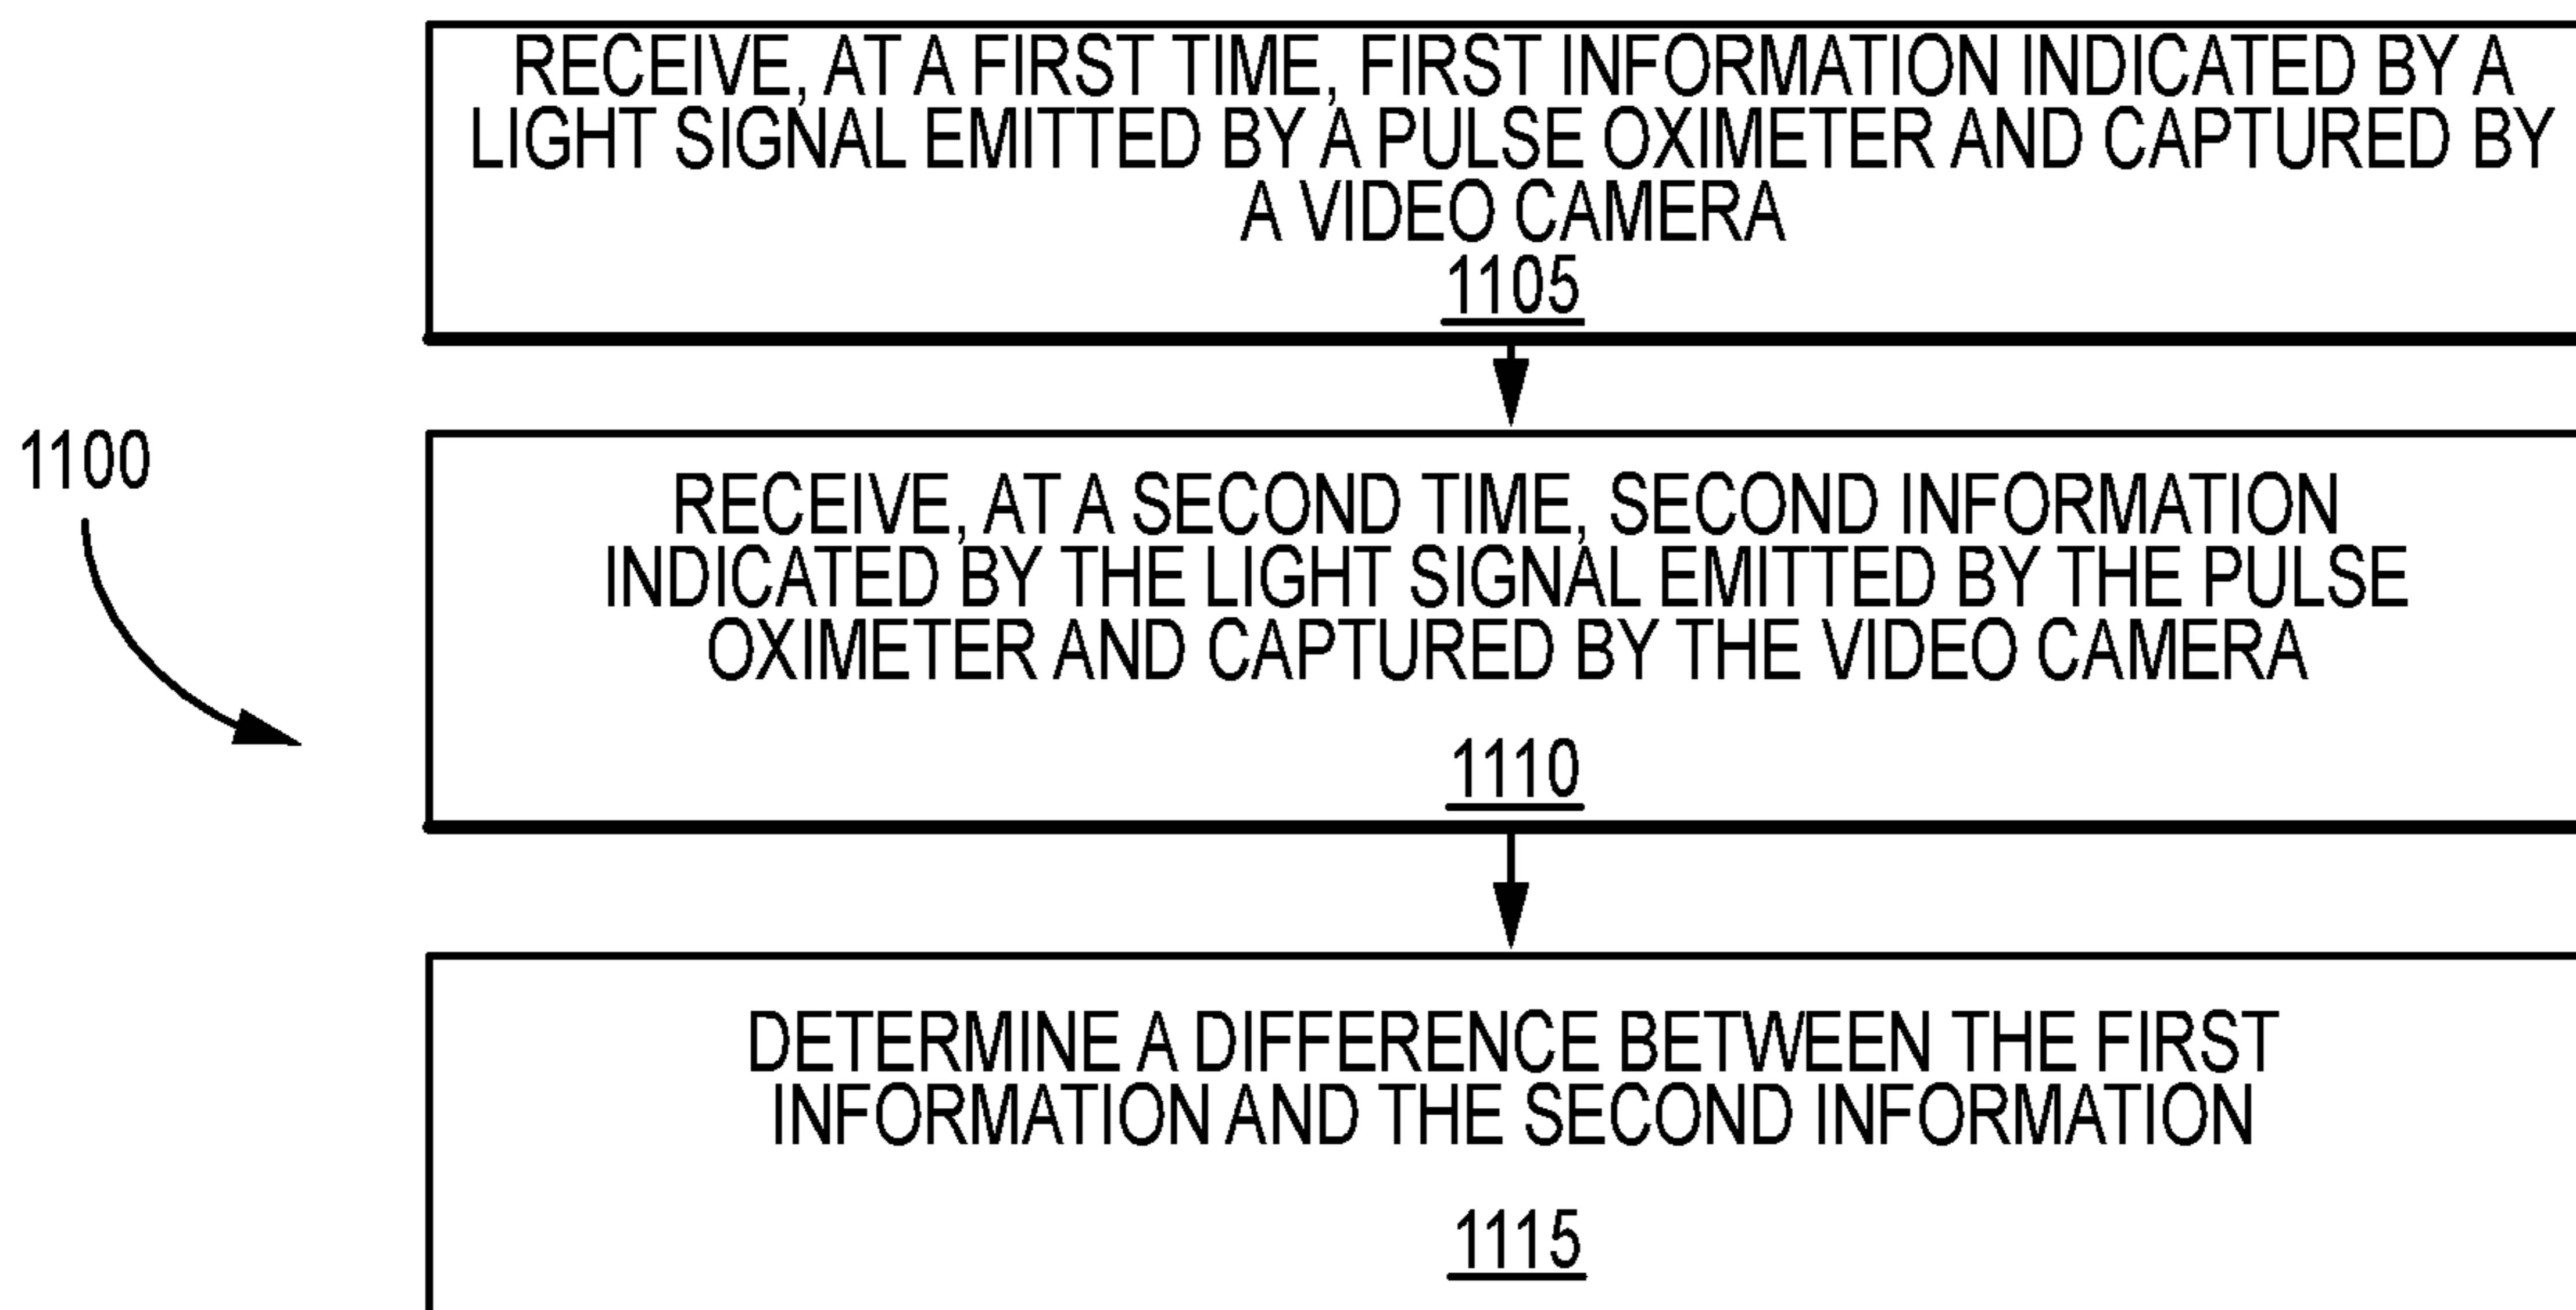 RECEIVE, AT A FIRST TIME, FIRST INFORMATION INDICATED BY A
LIGHT SIGNAL EMITTED BY A PULSE OXIMETER AND CAPTURED BY
A VIDEO CAMERA
1105
1100
RECEIVE, AT A SECOND TIME, SECOND INFORMATION
INDICATED BY THE LIGHT SIGNAL EMITTED BY THE PULSE
OXIMETER AND CAPTURED BY THE VIDEO CAMERA
1110
DETERMINE A DIFFERENCE BETWEEN THE FIRST
INFORMATION AND THE SECOND INFORMATION
1115